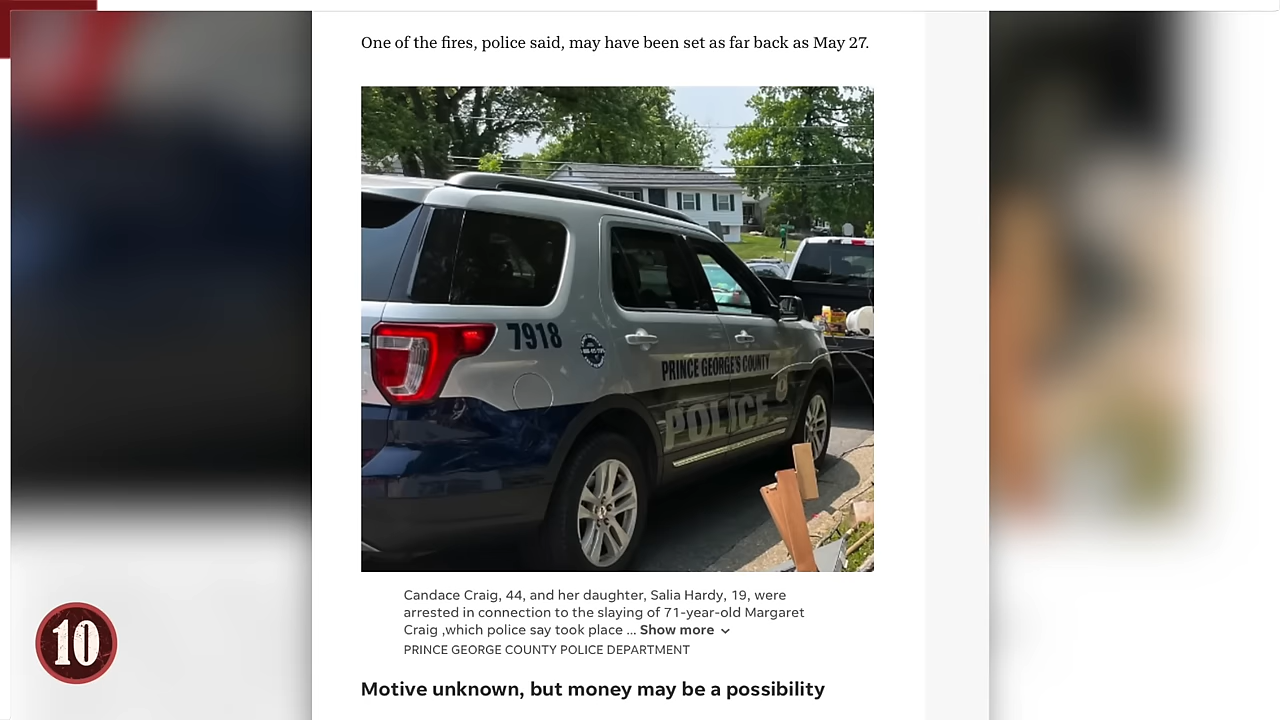 One of the fires, police said, may have been set as far back as May 27.
7918
PRINCE GEORGE'S COUNTY
POLICE
Candace Craig, 44, and her daughter, Salia Hardy, 19, were
arrested in connection to the slaying of 71-year-old Margaret
Craig ,which police say took place ... Show more
PRINCE GEORGE COUNTY POLICE DEPARTMENT
10
Motive unknown, but money may be a possibility